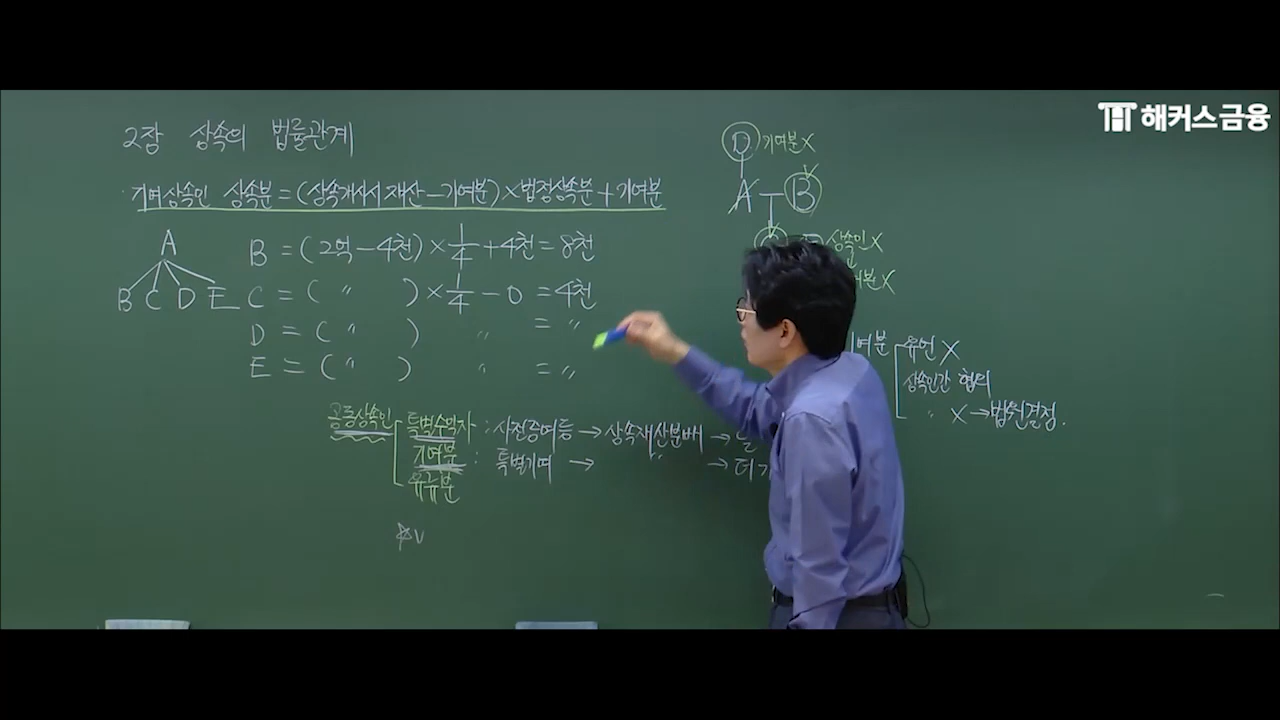 해커스금융
2장 상속의 법률관계
기여상속인 상속분=(상속개시시 재산-기여분)×법정상속분+기여분
A
B C D E
B=(2억-4천)×1/4+4천=8천
C=( 〃 )×1/4-0=4천
D=( 〃 ) 〃 =〃
E=( 〃 ) 〃 =〃
D 기여분X
A B
상속인X
분X
공동상속인
특별수익자 : 사전증여등→상속재산분배→
기여분 : 특별기여→ 〃 →
유류분
☆v
여분
유언 X
상속인간 협의
〃 X→법원결정.